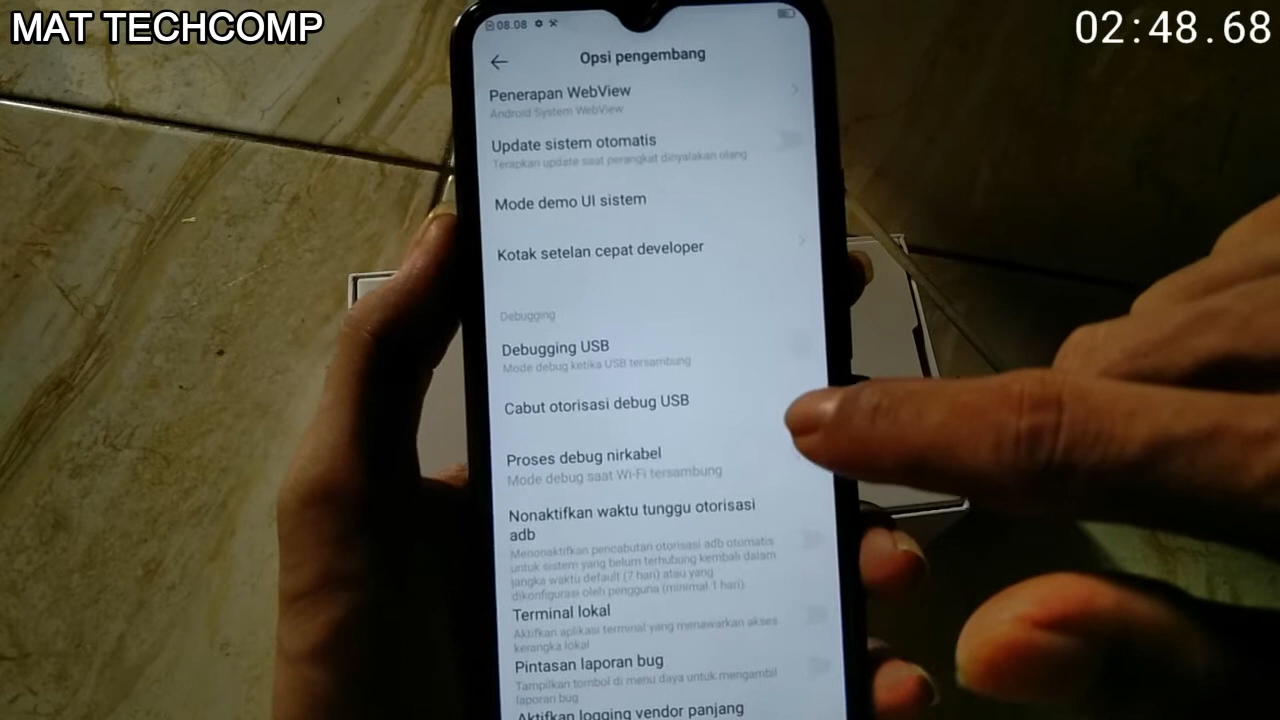 MAT TECHCOMP
02:48.68
08.08
Opsi pengembang
Penerapan WebView
Android System WebView
Update sistem otomatis
Terapkan update saat perangkat dinyalakan ulang
Mode demo UI sistem
Kotak setelan cepat developer
Debugging
Debugging USB
Mode debug ketika USB tersambung
Cabut otorisasi debug USB
Proses debug nirkabel
Mode debug saat Wi-Fi tersambung
Nonaktifkan waktu tunggu otorisasi
adb
Menonaktifkan pencabutan otorisasi adb otomatis
untuk sistem yang belum terhubung kembali dalam
jangka waktu default (7 hari) atau yang
dikonfigurasi oleh pengguna (minimal 1 hari).
Terminal lokal
Aktifkan aplikasi terminal yang menawarkan akses
kerangka lokal
Pintasan laporan bug
Tampilkan tombol di menu daya untuk mengambil
laporan bug
Aktifkan logging vendor panjang